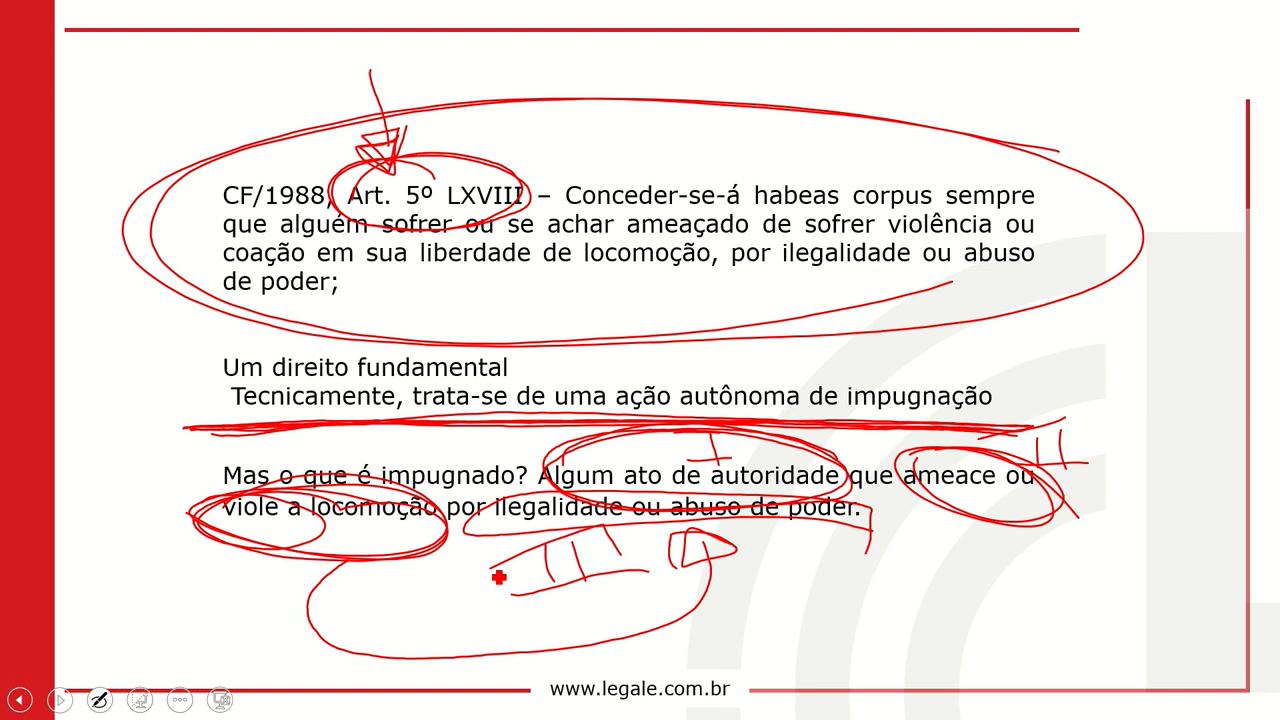 CF/1988, Art. 5º LXVIII – Conceder-se-á habeas corpus sempre
que alguém sofrer ou se achar ameaçado de sofrer violência ou
coação em sua liberdade de locomoção, por ilegalidade ou abuso
de poder;
Um direito fundamental
Tecnicamente, trata-se de uma ação autônoma de impugnação
I
II
Mas o que é impugnado? Algum ato de autoridade que ameace ou
viole a locomoção por ilegalidade ou abuso de poder.
III
www.legale.com.br